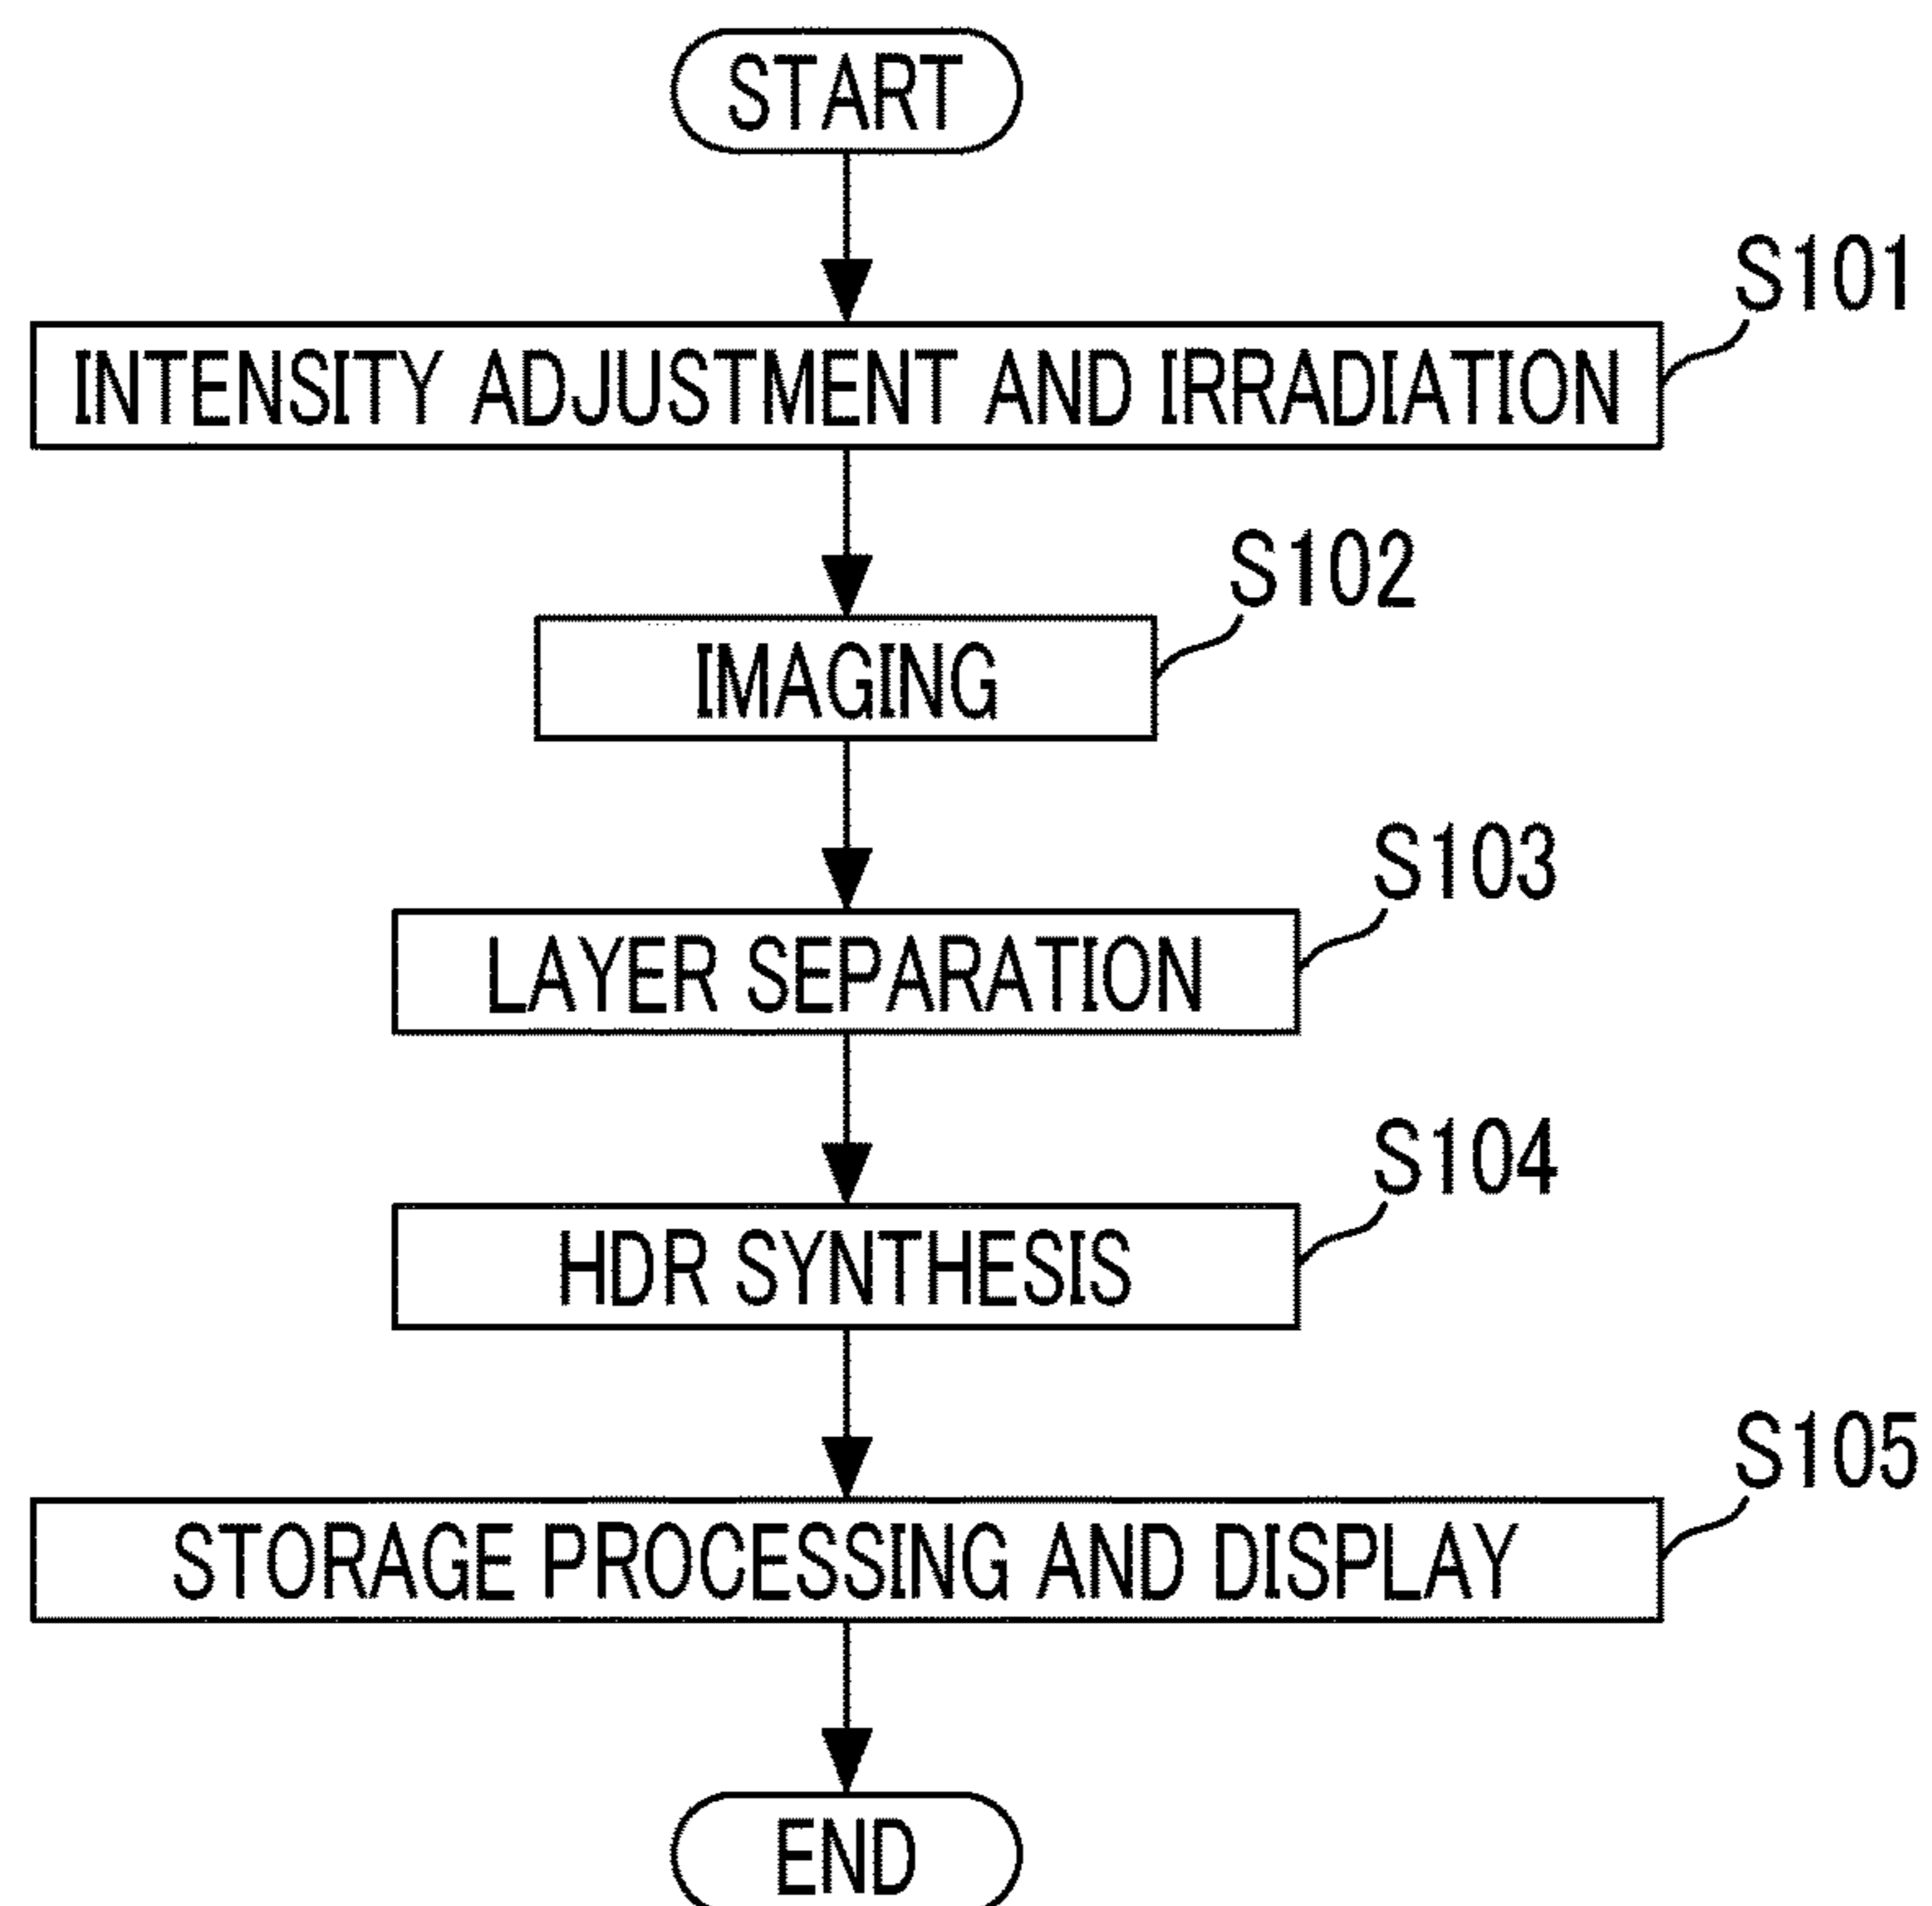 START
S101
INTENSITY ADJUSTMENT AND IRRADIATION
S102
IMAGING
S103
LAYER SEPARATION
S104
HDR SYNTHESIS
S105
STORAGE PROCESSING AND DISPLAY
END